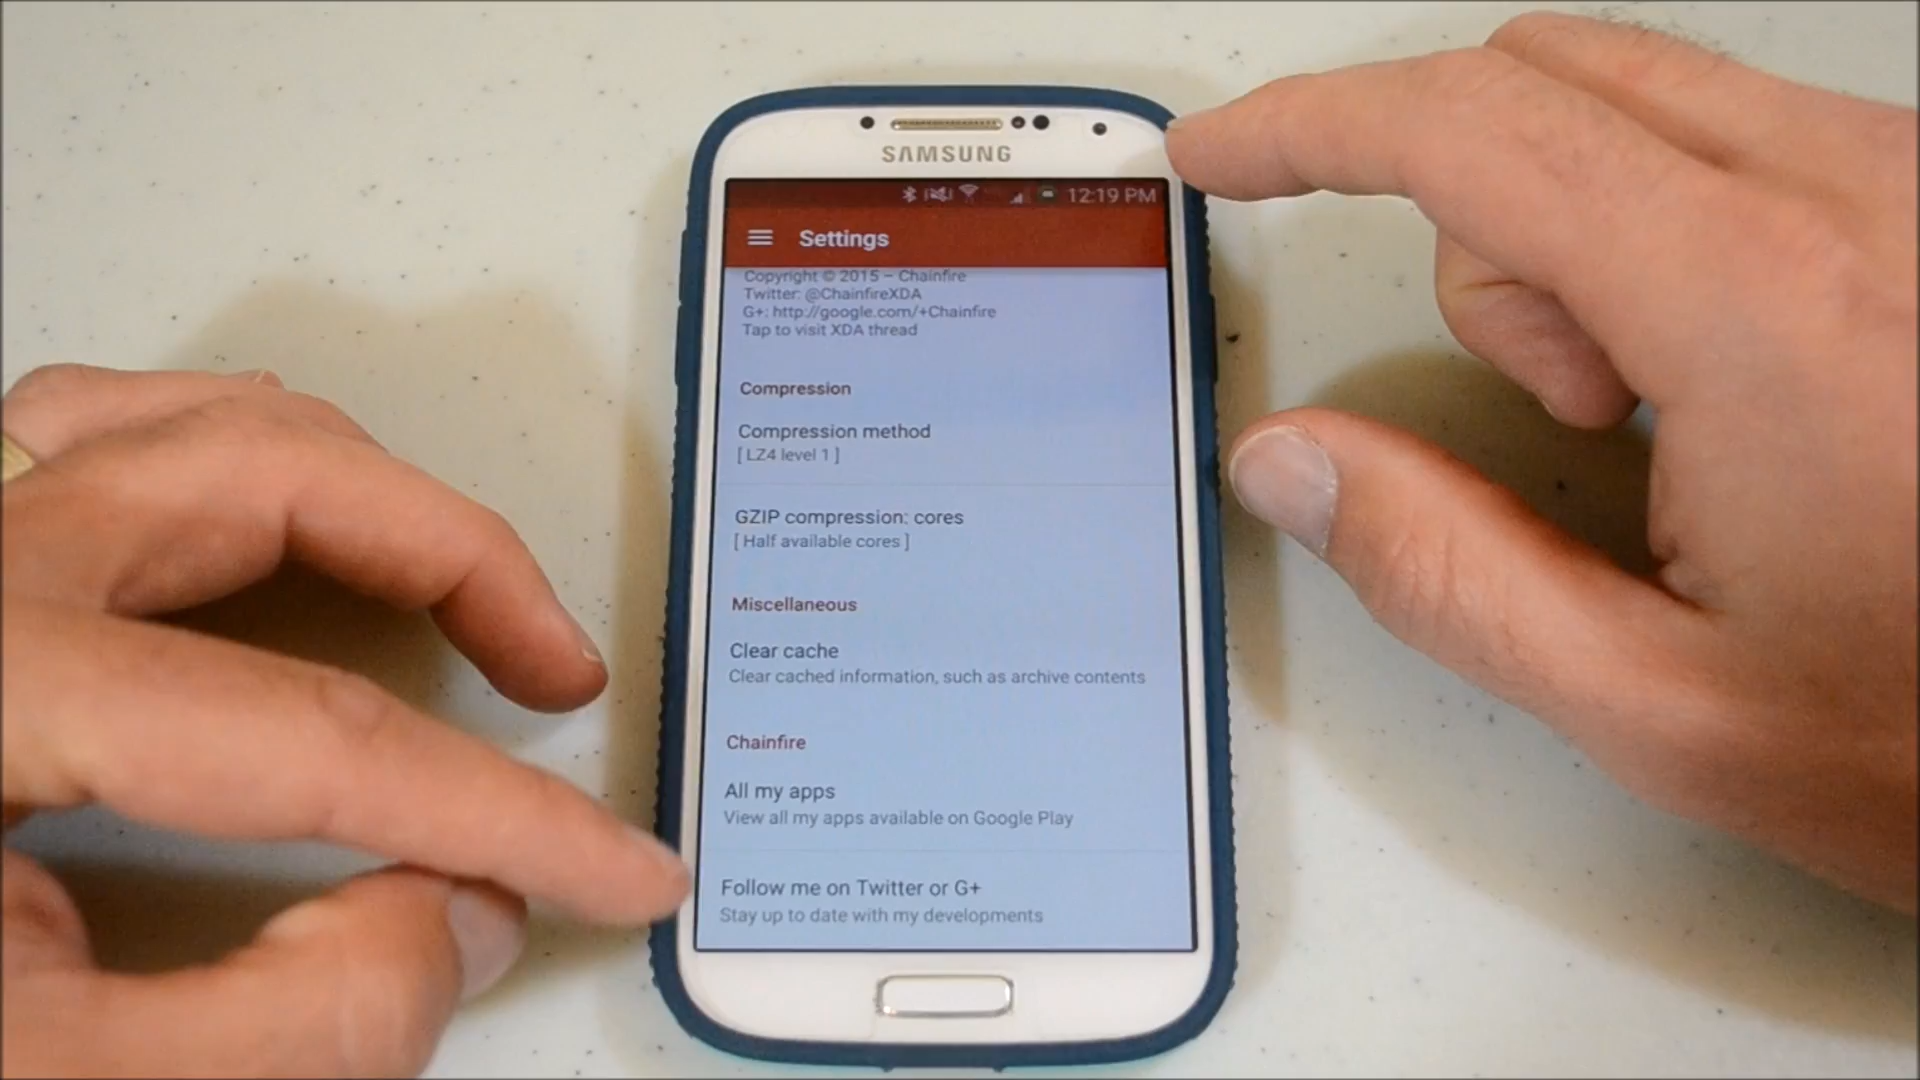 SAMSUNG
12:19 PM
Settings
Copyright © 2015 – Chainfire
Twitter: @ChainfireXDA
G+: http://google.com/+Chainfire
Tap to visit XDA thread
Compression
Compression method
[ LZ4 level 1 ]
GZIP compression: cores
[ Half available cores ]
Miscellaneous
Clear cache
Clear cached information, such as archive contents
Chainfire
All my apps
View all my apps available on Google Play
Follow me on Twitter or G+
Stay up to date with my developments